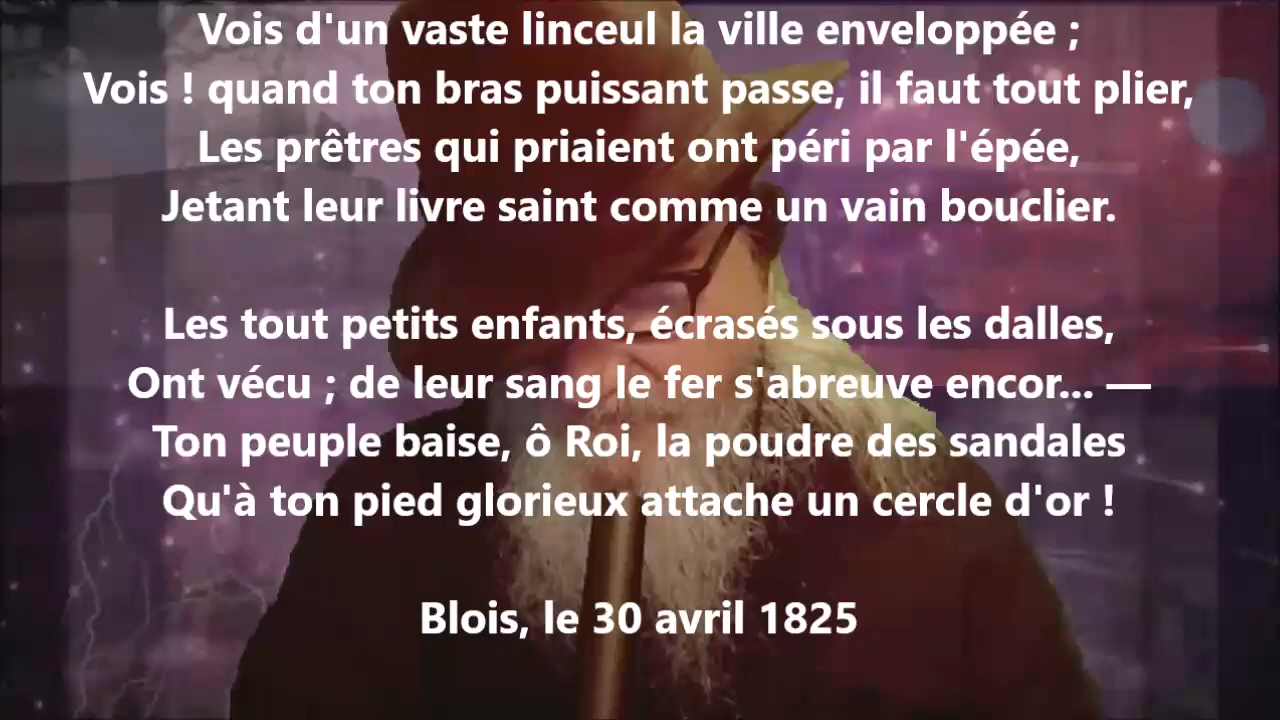 Vois d'un vaste linceul la ville enveloppée ;
Vois ! quand ton bras puissant passe, il faut tout plier,
Les prêtres qui priaient ont péri par l'épée,
Jetant leur livre saint comme un vain bouclier.
Les tout petits enfants, écrasés sous les dalles,
Ont vécu ; de leur sang le fer s'abreuve encor... —
Ton peuple baise, ô Roi, la poudre des sandales
Qu'à ton pied glorieux attache un cercle d'or !
Blois, le 30 avril 1825